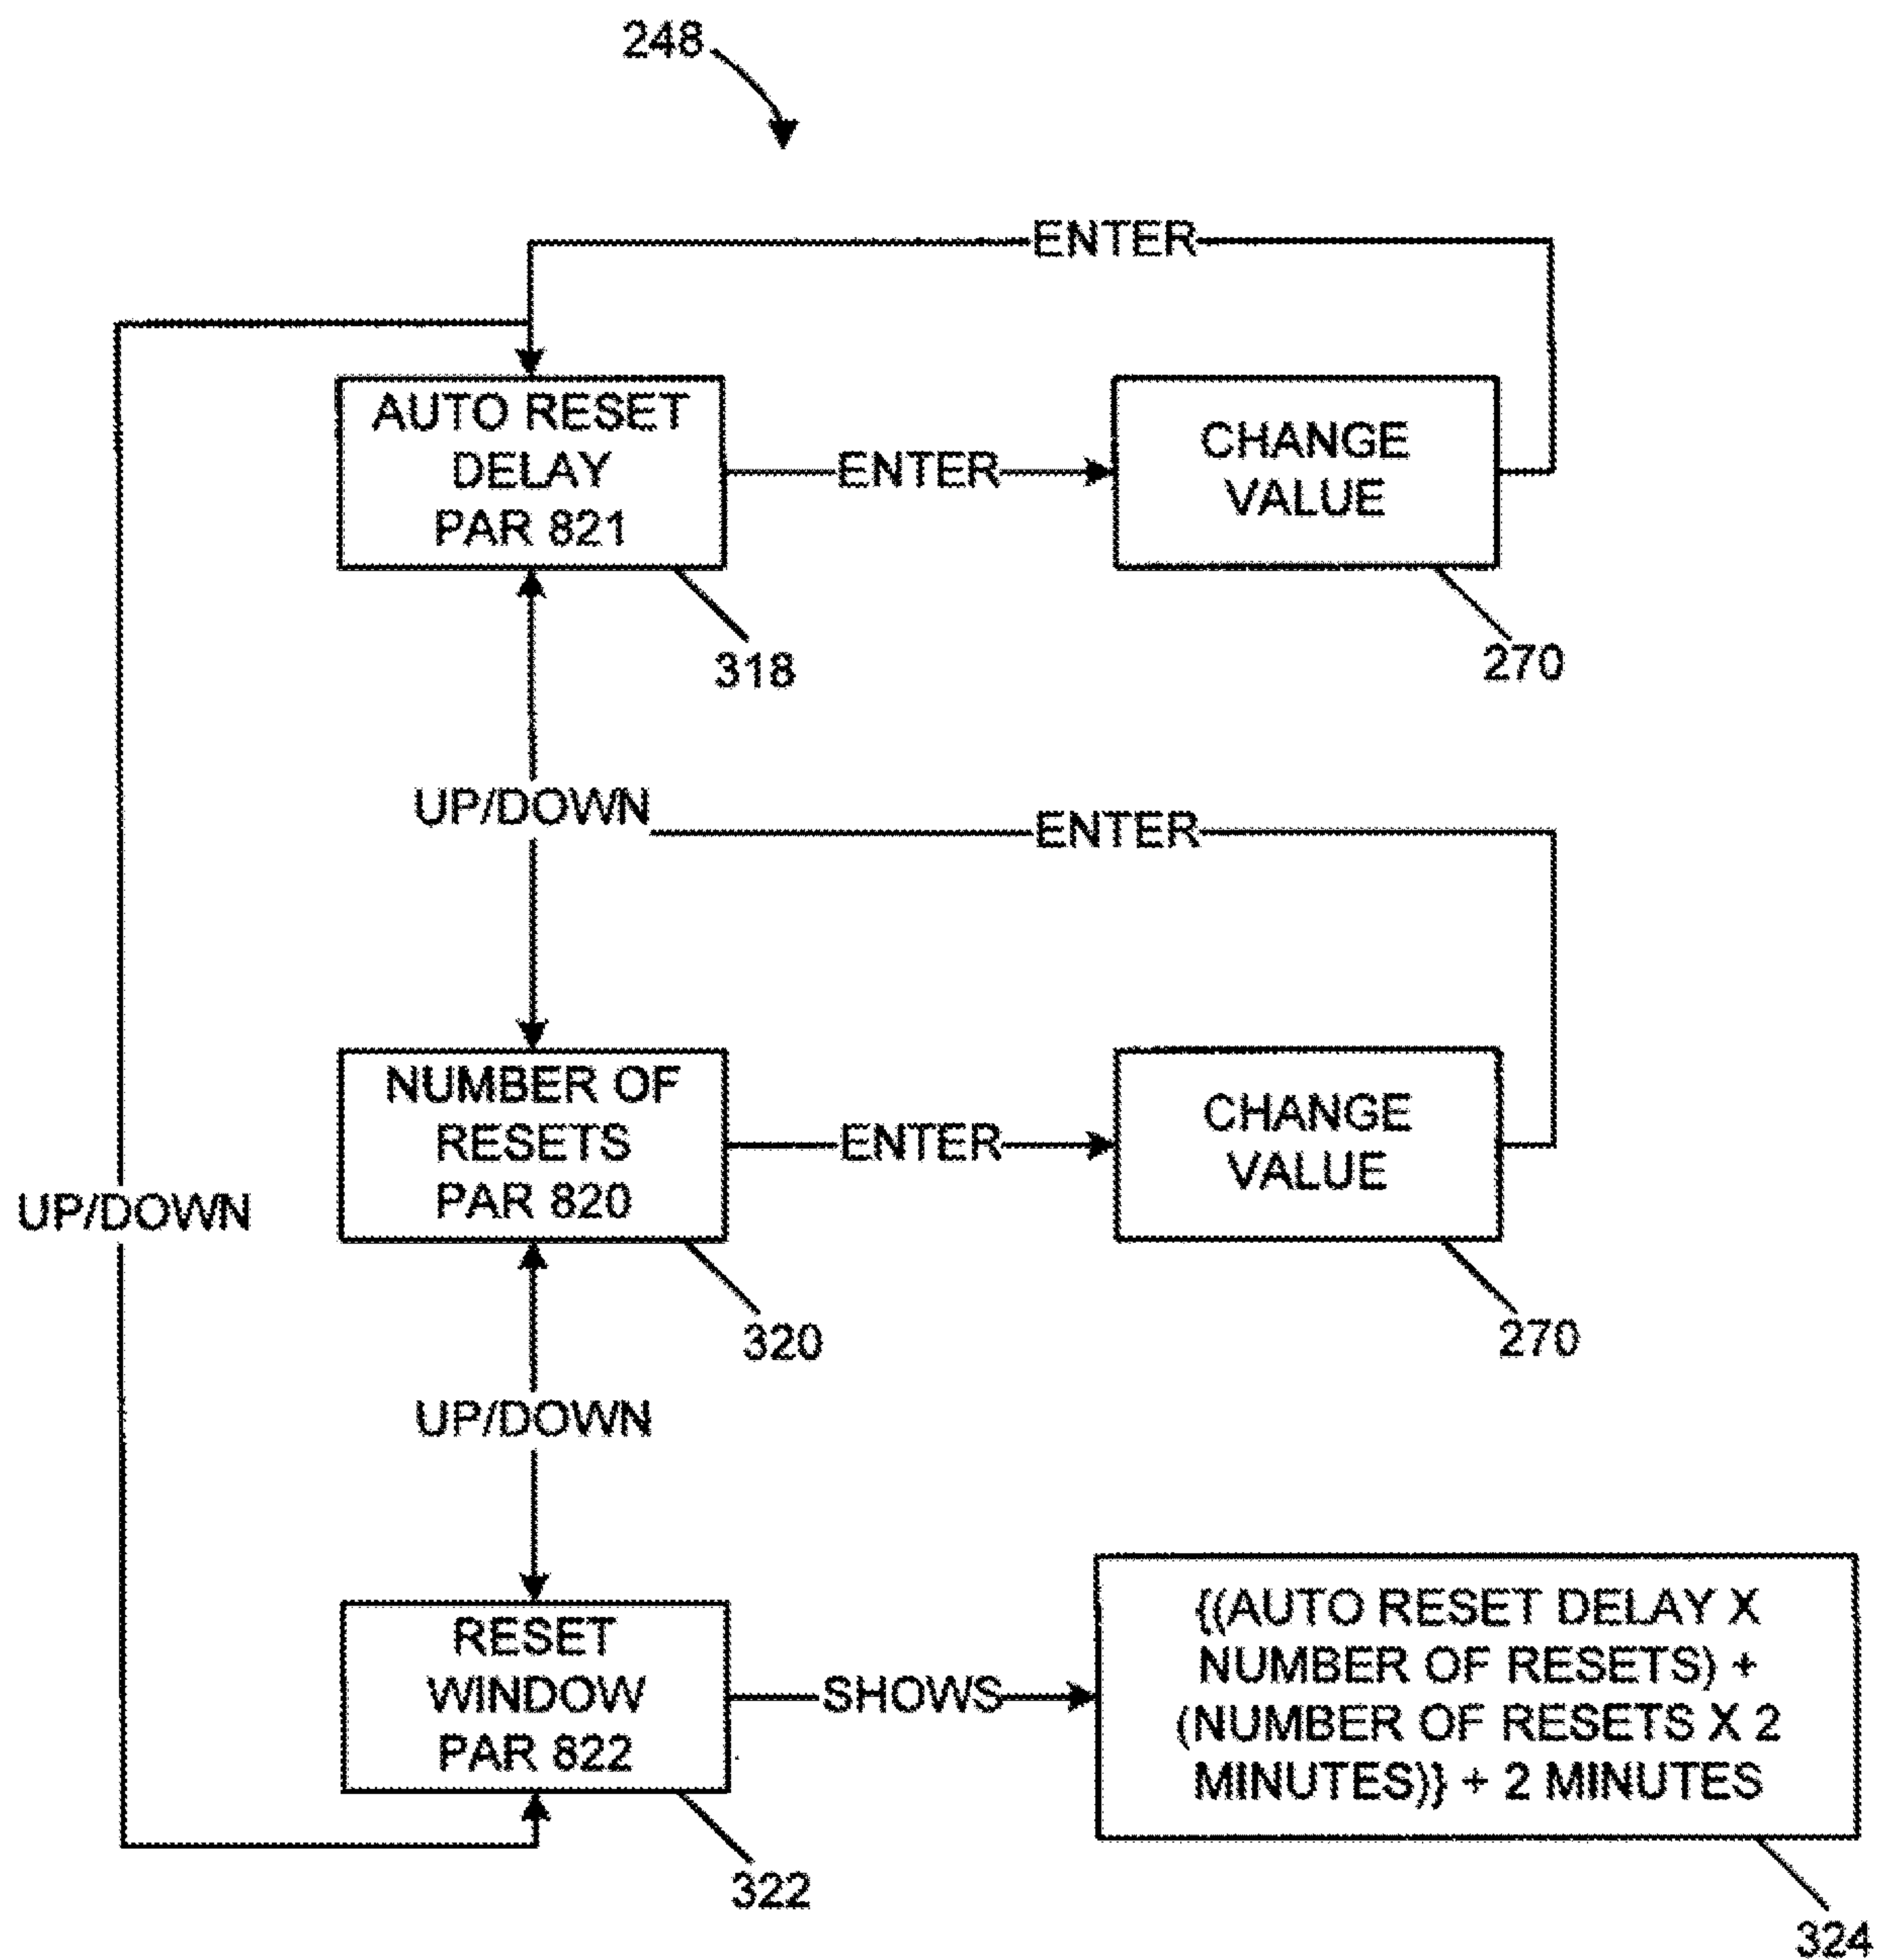 248
ENTER
AUTO RESET
DELAY
PAR 821
ENTER
CHANGE
VALUE
318
270
UP/DOWN
ENTER
NUMBER OF
RESETS
PAR 820
ENTER
CHANGE
VALUE
UP/DOWN
320
270
UP/DOWN
RESET
WINDOW
PAR 822
SHOWS
{(AUTO RESET DELAY X
NUMBER OF RESETS) +
(NUMBER OF RESETS X 2
MINUTES)} + 2 MINUTES
322
324